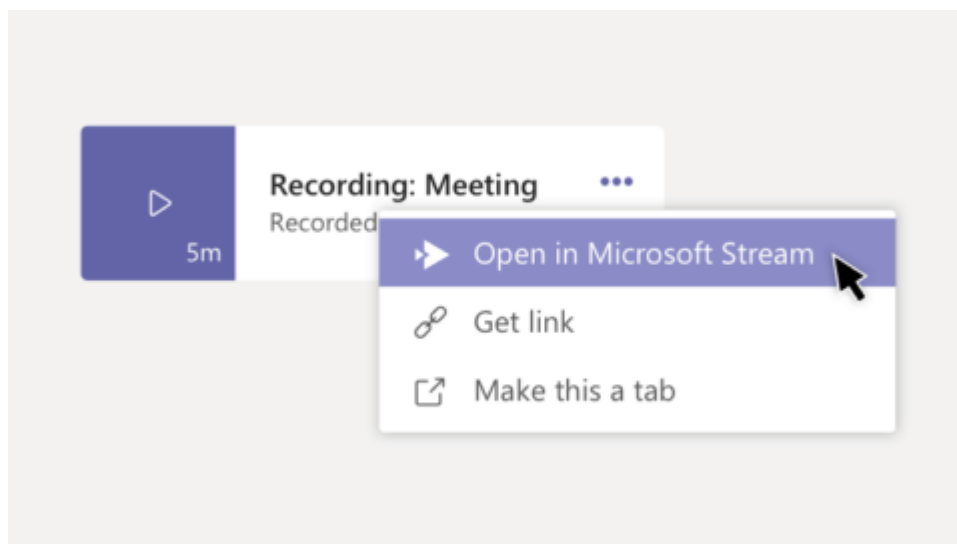 Recording: Meeting
Recorded
5m
Open in Microsoft Stream
Get link
Make this a tab